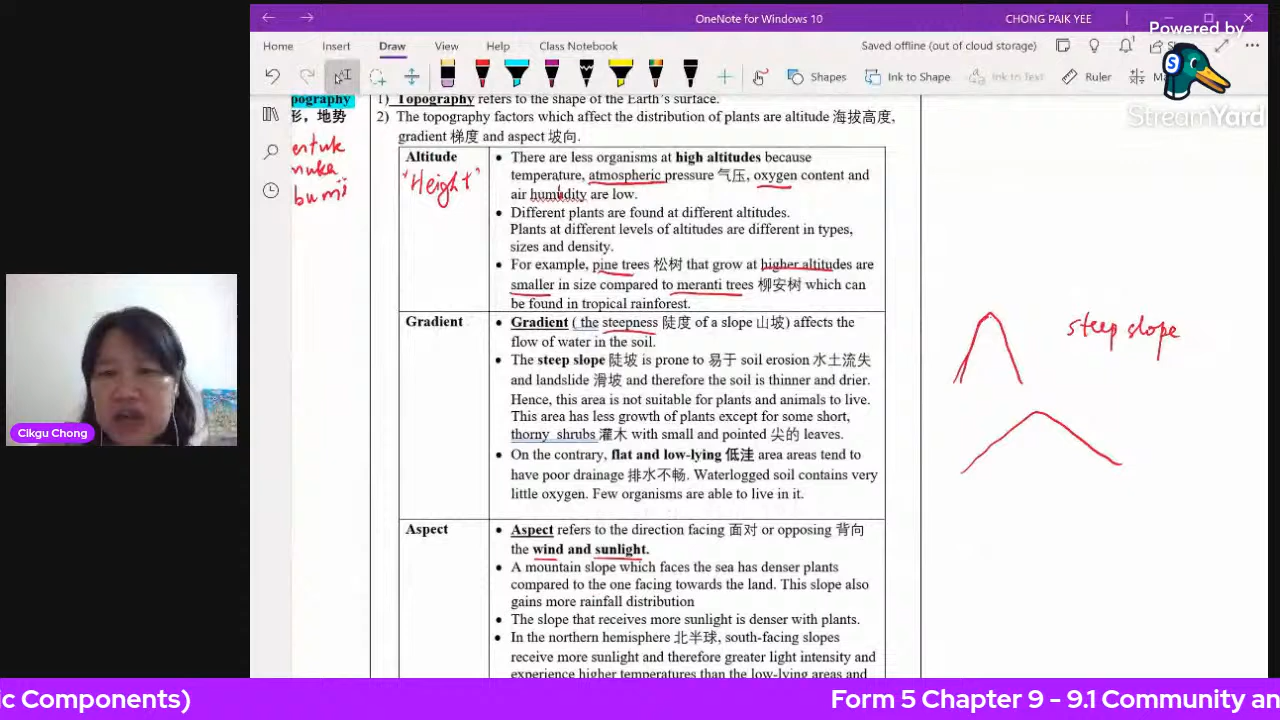 OneNote for Windows 10
CHONG PAIK YEE
Powered by
StreamYard
Home Insert Draw View Help Class Notebook
Saved offline (out of cloud storage)
Shapes Ink to Shape Ink to Text Ruler
pography
形，地势
entuk
muka
bumi
1) Topography refers to the shape of the Earth's surface.
2) The topography factors which affect the distribution of plants are altitude 海拔高度,
gradient 梯度 and aspect 坡向.
Altitude
"Height"
• There are less organisms at high altitudes because
temperature, atmospheric pressure 气压, oxygen content and
air humudity are low.
• Different plants are found at different altitudes.
Plants at different levels of altitudes are different in types,
sizes and density.
• For example, pine trees 松树 that grow at higher altitudes are
smaller in size compared to meranti trees 柳安树 which can
be found in tropical rainforest.
Gradient
• Gradient ( the steepness 陡度 of a slope 山坡) affects the
flow of water in the soil.
• The steep slope 陡坡 is prone to 易于 soil erosion 水土流失
and landslide 滑坡 and therefore the soil is thinner and drier.
Hence, this area is not suitable for plants and animals to live.
This area has less growth of plants except for some short,
thorny shrubs 灌木 with small and pointed 尖的 leaves.
• On the contrary, flat and low-lying 低洼 area areas tend to
have poor drainage 排水不畅. Waterlogged soil contains very
little oxygen. Few organisms are able to live in it.
steep slope
Aspect
• Aspect refers to the direction facing 面对 or opposing 背向
the wind and sunlight.
• A mountain slope which faces the sea has denser plants
compared to the one facing towards the land. This slope also
gains more rainfall distribution
• The slope that receives more sunlight is denser with plants.
• In the northern hemisphere 北半球, south-facing slopes
receive more sunlight and therefore greater light intensity and
experience higher temperatures than the low-lying areas and
Cikgu Chong
ic Components)
Form 5 Chapter 9 - 9.1 Community an